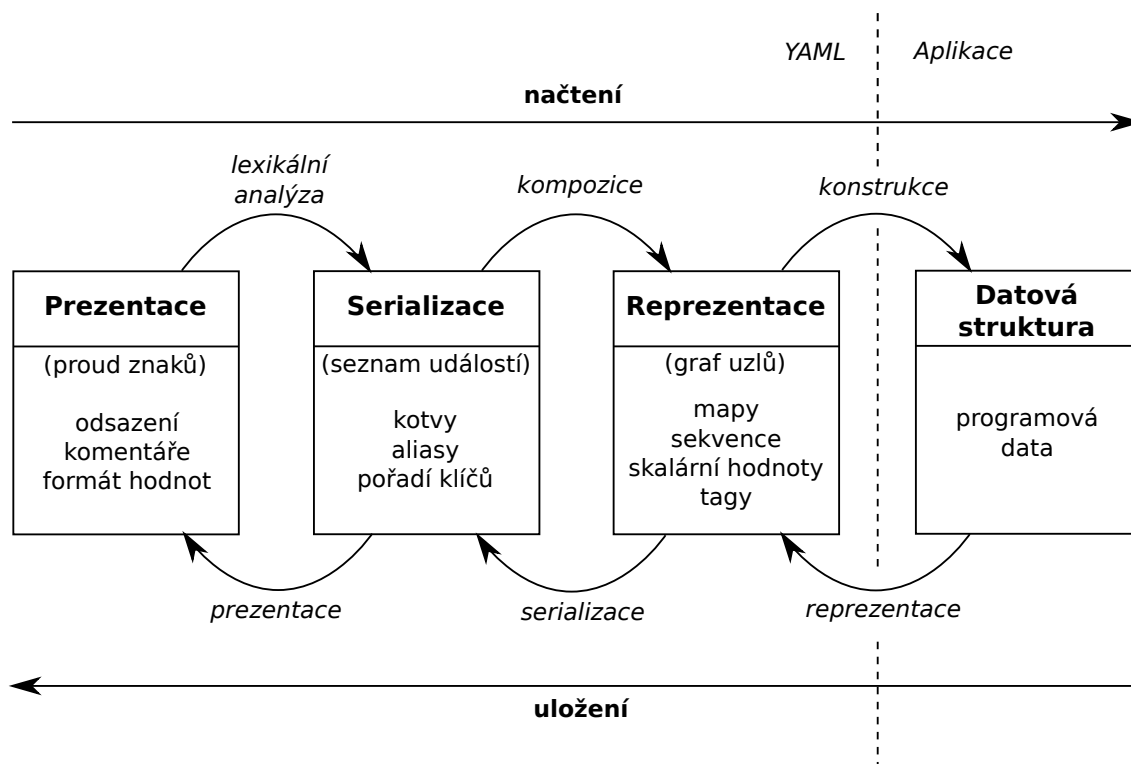 YAML
Aplikace
načtení
lexikální
analýza
kompozice
konstrukce
Prezentace
(proud znaků)
odsazení
komentáře
formát hodnot
Serializace
(seznam událostí)
kotvy
aliasy
pořadí klíčů
Reprezentace
(graf uzlů)
mapy
sekvence
skalární hodnoty
tagy
Datová
struktura
programová
data
prezentace
serializace
reprezentace
uložení